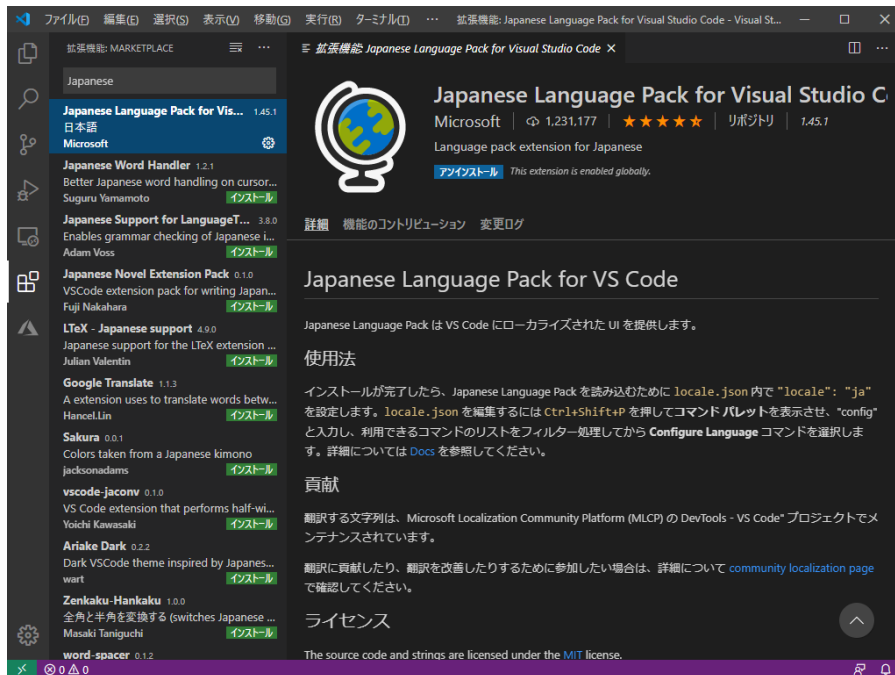 ファイル(F) 編集(E) 選択(S) 表示(V) 移動(G) 実行(R) ターミナル(T) ··· 拡張機能: Japanese Language Pack for Visual Studio Code - Visual St...
拡張機能: MARKETPLACE
Japanese
Japanese Language Pack for Vis... 1.45.1
日本語
Microsoft
Japanese Word Handler 1.2.1
Better Japanese word handling on cursor...
Suguru Yamamoto インストール
Japanese Support for LanguageT... 3.8.0
Enables grammar checking of Japanese i...
Adam Voss インストール
Japanese Novel Extension Pack 0.1.0
VSCode extension pack for writing Japan...
Fuji Nakahara インストール
LTeX - Japanese support 4.9.0
Japanese support for the LTeX extension ...
Julian Valentin インストール
Google Translate 1.1.3
A extension uses to translate words betw...
Hancel.Lin インストール
Sakura 0.0.1
Colors taken from a Japanese kimono
jacksonadams インストール
vscode-jaconv 0.1.0
VS Code extension that performs half-wi...
Yoichi Kawasaki インストール
Ariake Dark 0.2.2
Dark VSCode theme inspired by Japanes...
wart インストール
Zenkaku-Hankaku 1.0.0
全角と半角を変換する (switches Japanese ...
Masaki Taniguchi インストール
word-spacer 0.1.2
拡張機能: Japanese Language Pack for Visual Studio Code
Japanese Language Pack for Visual Studio C
Microsoft 1,231,177 リポジトリ 1.45.1
Language pack extension for Japanese
アンインストール This extension is enabled globally.
詳細 機能のコントリビューション 変更ログ
Japanese Language Pack for VS Code
Japanese Language Pack は VS Code にローカライズされた UI を提供します。
使用法
インストールが完了したら、Japanese Language Pack を読み込むために locale.json 内で "locale": "ja"
を設定します。locale.json を編集するには Ctrl+Shift+P を押してコマンド パレットを表示させ、"config"
と入力し、利用できるコマンドのリストをフィルター処理してから Configure Language コマンドを選択しま
す。詳細については Docs を参照してください。
貢献
翻訳する文字列は、Microsoft Localization Community Platform (MLCP) の DevTools - VS Code" プロジェクトでメ
ンテナンスされています。
翻訳に貢献したり、翻訳を改善したりするために参加したい場合は、詳細について community localization page
で確認してください。
ライセンス
The source code and strings are licensed under the MIT license.
0 0